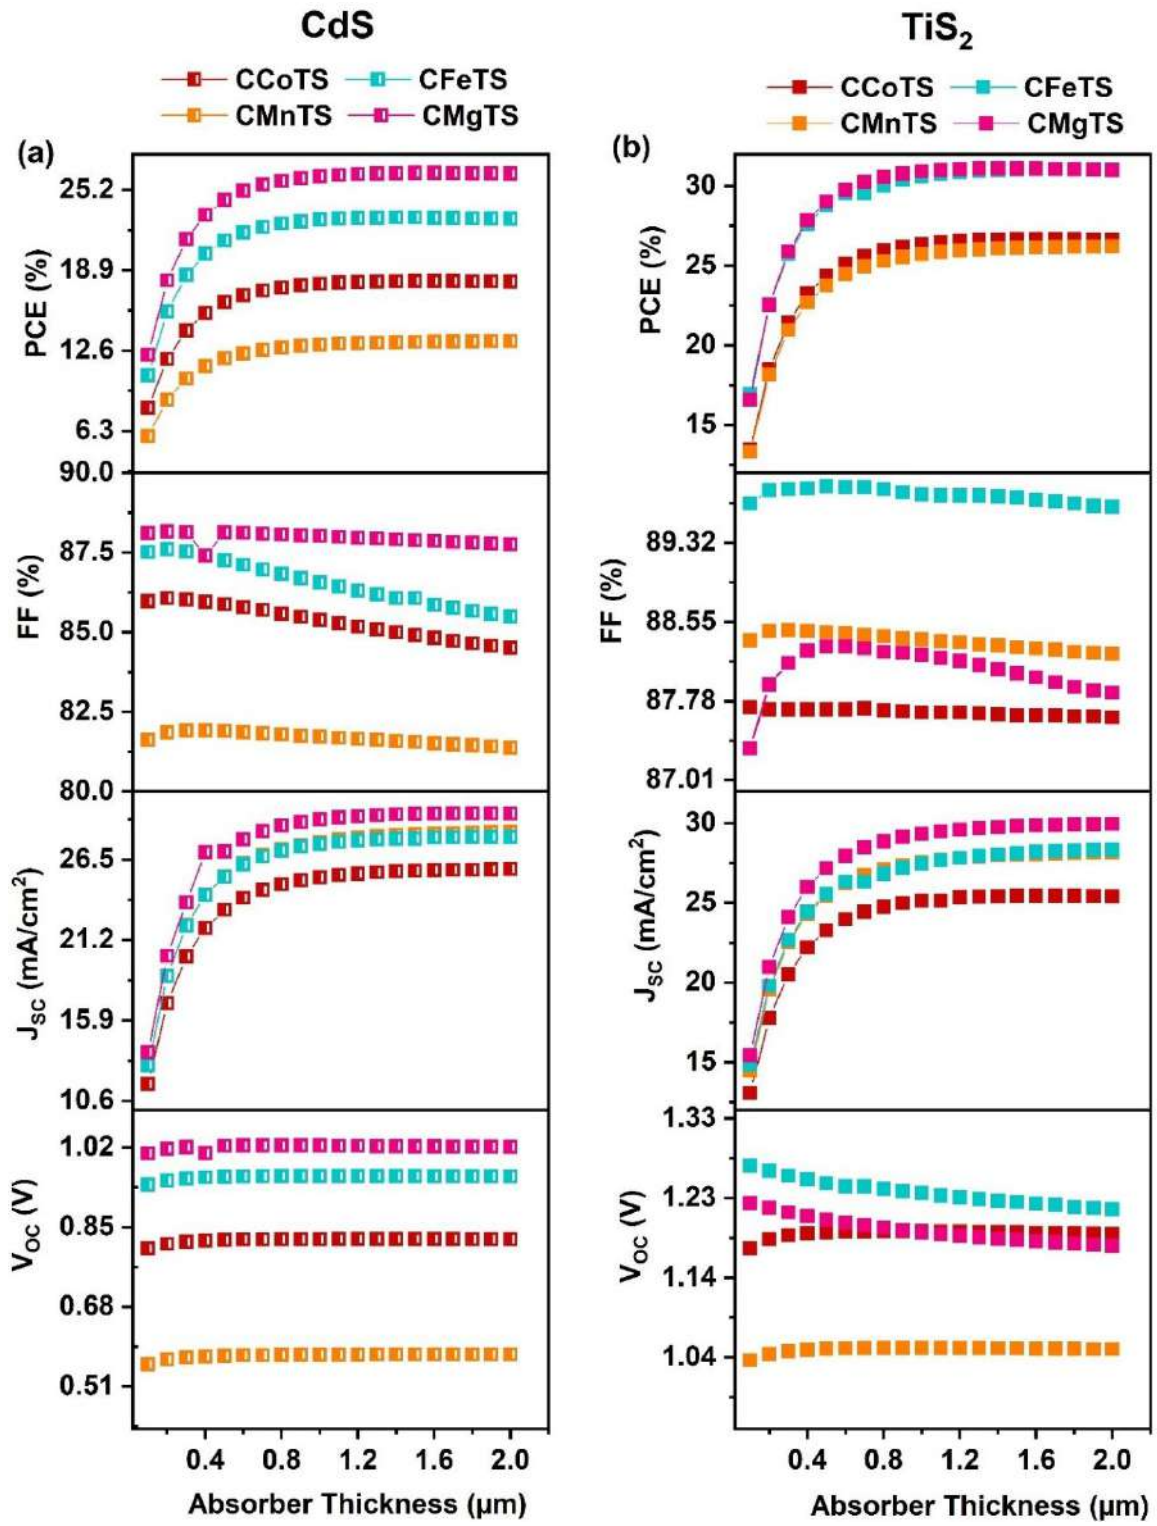 CdS
CCoTS CFeTS
CMnTS CMgTS
(a)
PCE (%)
25.2
18.9
12.6
6.3
90.0
FF (%)
87.5
85.0
82.5
80.0
JSC (mA/cm2)
26.5
21.2
15.9
10.6
VOC (V)
1.02
0.85
0.68
0.51
0.4 0.8 1.2 1.6 2.0
Absorber Thickness (μm)
TiS2
CCoTS CFeTS
CMnTS CMgTS
(b)
PCE (%)
30
25
20
15
FF (%)
89.32
88.55
87.78
87.01
JSC (mA/cm2)
30
25
20
15
VOC (V)
1.33
1.23
1.14
1.04
0.4 0.8 1.2 1.6 2.0
Absorber Thickness (μm)